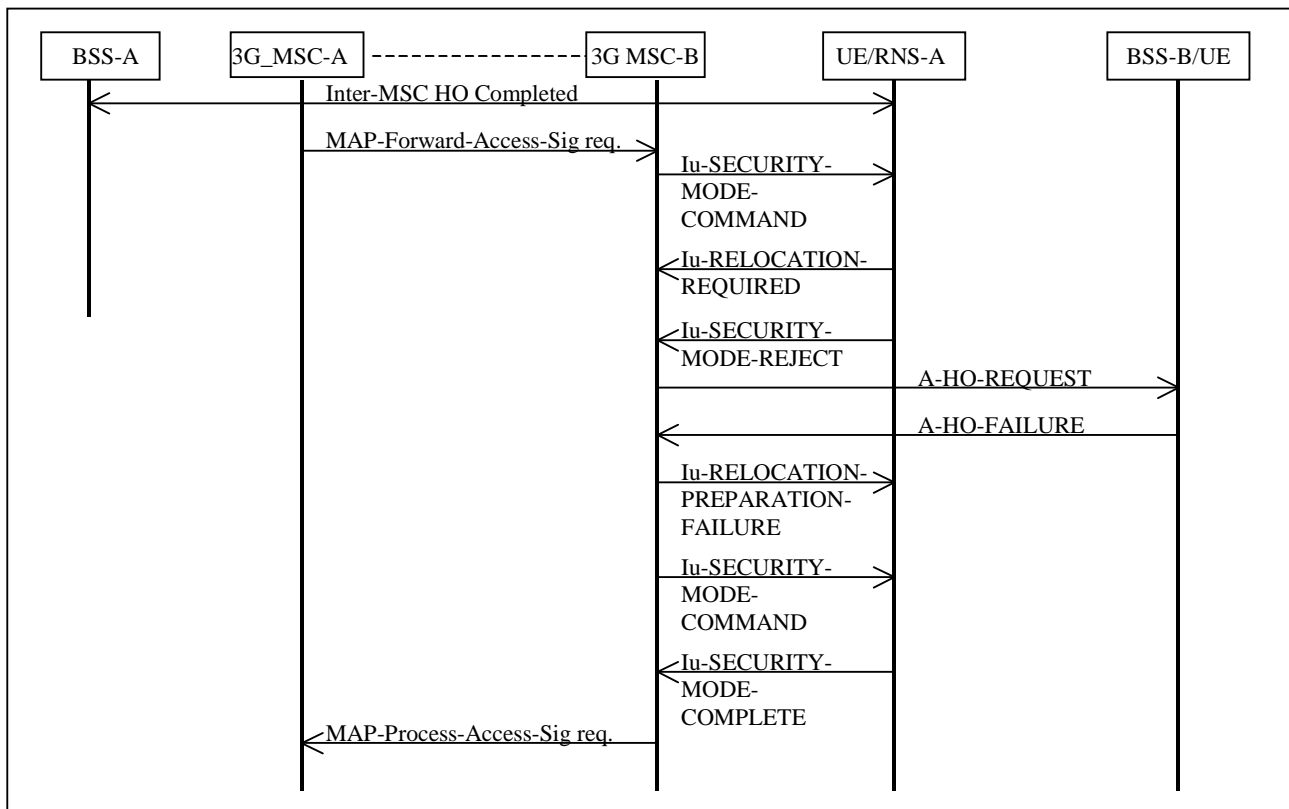 BSS-A
3G_MSC-A
3G MSC-B
UE/RNS-A
BSS-B/UE
Inter-MSC HO Completed
MAP-Forward-Access-Sig req.
Iu-SECURITY-
MODE-
COMMAND
Iu-RELOCATION-
REQUIRED
Iu-SECURITY-
MODE-REJECT
A-HO-REQUEST
A-HO-FAILURE
Iu-RELOCATION-
PREPARATION-
FAILURE
Iu-SECURITY-
MODE-
COMMAND
Iu-SECURITY-
MODE-
COMPLETE
MAP-Process-Access-Sig req.